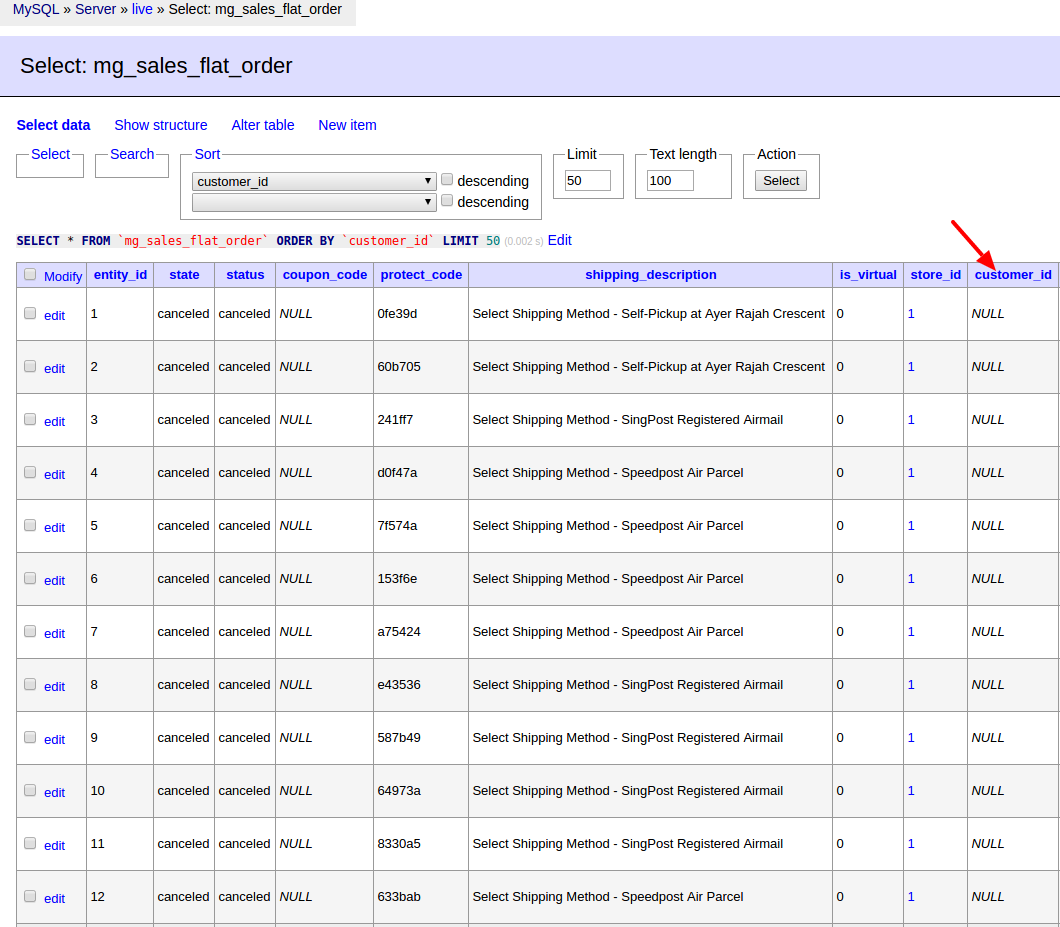 MySQL » Server » live » Select: mg_sales_flat_order
Select: mg_sales_flat_order
Select data Show structure Alter table New item
Select Search Sort Limit Text length Action
customer_id ▼ descending 50 100 Select
▼ descending
SELECT * FROM `mg_sales_flat_order` ORDER BY `customer_id` LIMIT 50 (0.002 s) Edit
Modify entity_id state status coupon_code protect_code shipping_description is_virtual store_id customer_id
edit 1 canceled canceled NULL 0fe39d Select Shipping Method - Self-Pickup at Ayer Rajah Crescent 0 1 NULL
edit 2 canceled canceled NULL 60b705 Select Shipping Method - Self-Pickup at Ayer Rajah Crescent 0 1 NULL
edit 3 canceled canceled NULL 241ff7 Select Shipping Method - SingPost Registered Airmail 0 1 NULL
edit 4 canceled canceled NULL d0f47a Select Shipping Method - Speedpost Air Parcel 0 1 NULL
edit 5 canceled canceled NULL 7f574a Select Shipping Method - Speedpost Air Parcel 0 1 NULL
edit 6 canceled canceled NULL 153f6e Select Shipping Method - Speedpost Air Parcel 0 1 NULL
edit 7 canceled canceled NULL a75424 Select Shipping Method - Speedpost Air Parcel 0 1 NULL
edit 8 canceled canceled NULL e43536 Select Shipping Method - SingPost Registered Airmail 0 1 NULL
edit 9 canceled canceled NULL 587b49 Select Shipping Method - SingPost Registered Airmail 0 1 NULL
edit 10 canceled canceled NULL 64973a Select Shipping Method - SingPost Registered Airmail 0 1 NULL
edit 11 canceled canceled NULL 8330a5 Select Shipping Method - SingPost Registered Airmail 0 1 NULL
edit 12 canceled canceled NULL 633bab Select Shipping Method - Speedpost Air Parcel 0 1 NULL